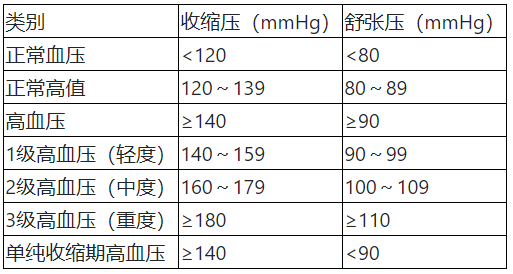 类别 收缩压（mmHg） 舒张压（mmHg）
正常血压 <120 <80
正常高值 120～139 80～89
高血压 ≥140 ≥90
1级高血压（轻度） 140～159 90～99
2级高血压（中度） 160～179 100～109
3级高血压（重度） ≥180 ≥110
单纯收缩期高血压 ≥140 <90